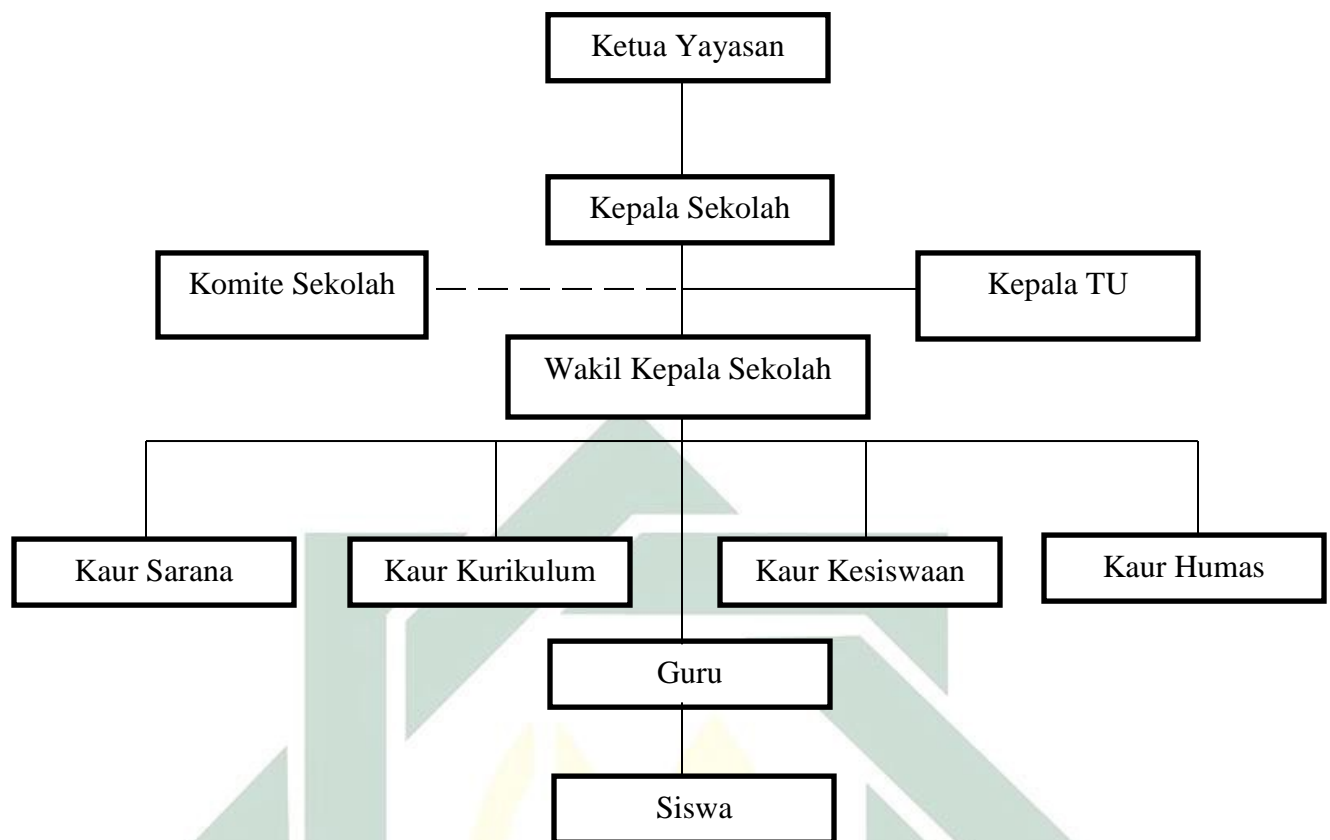 Ketua Yayasan
Kepala Sekolah
Komite Sekolah
Kepala TU
Wakil Kepala Sekolah
Kaur Sarana
Kaur Kurikulum
Kaur Kesiswaan
Kaur Humas
Guru
Siswa